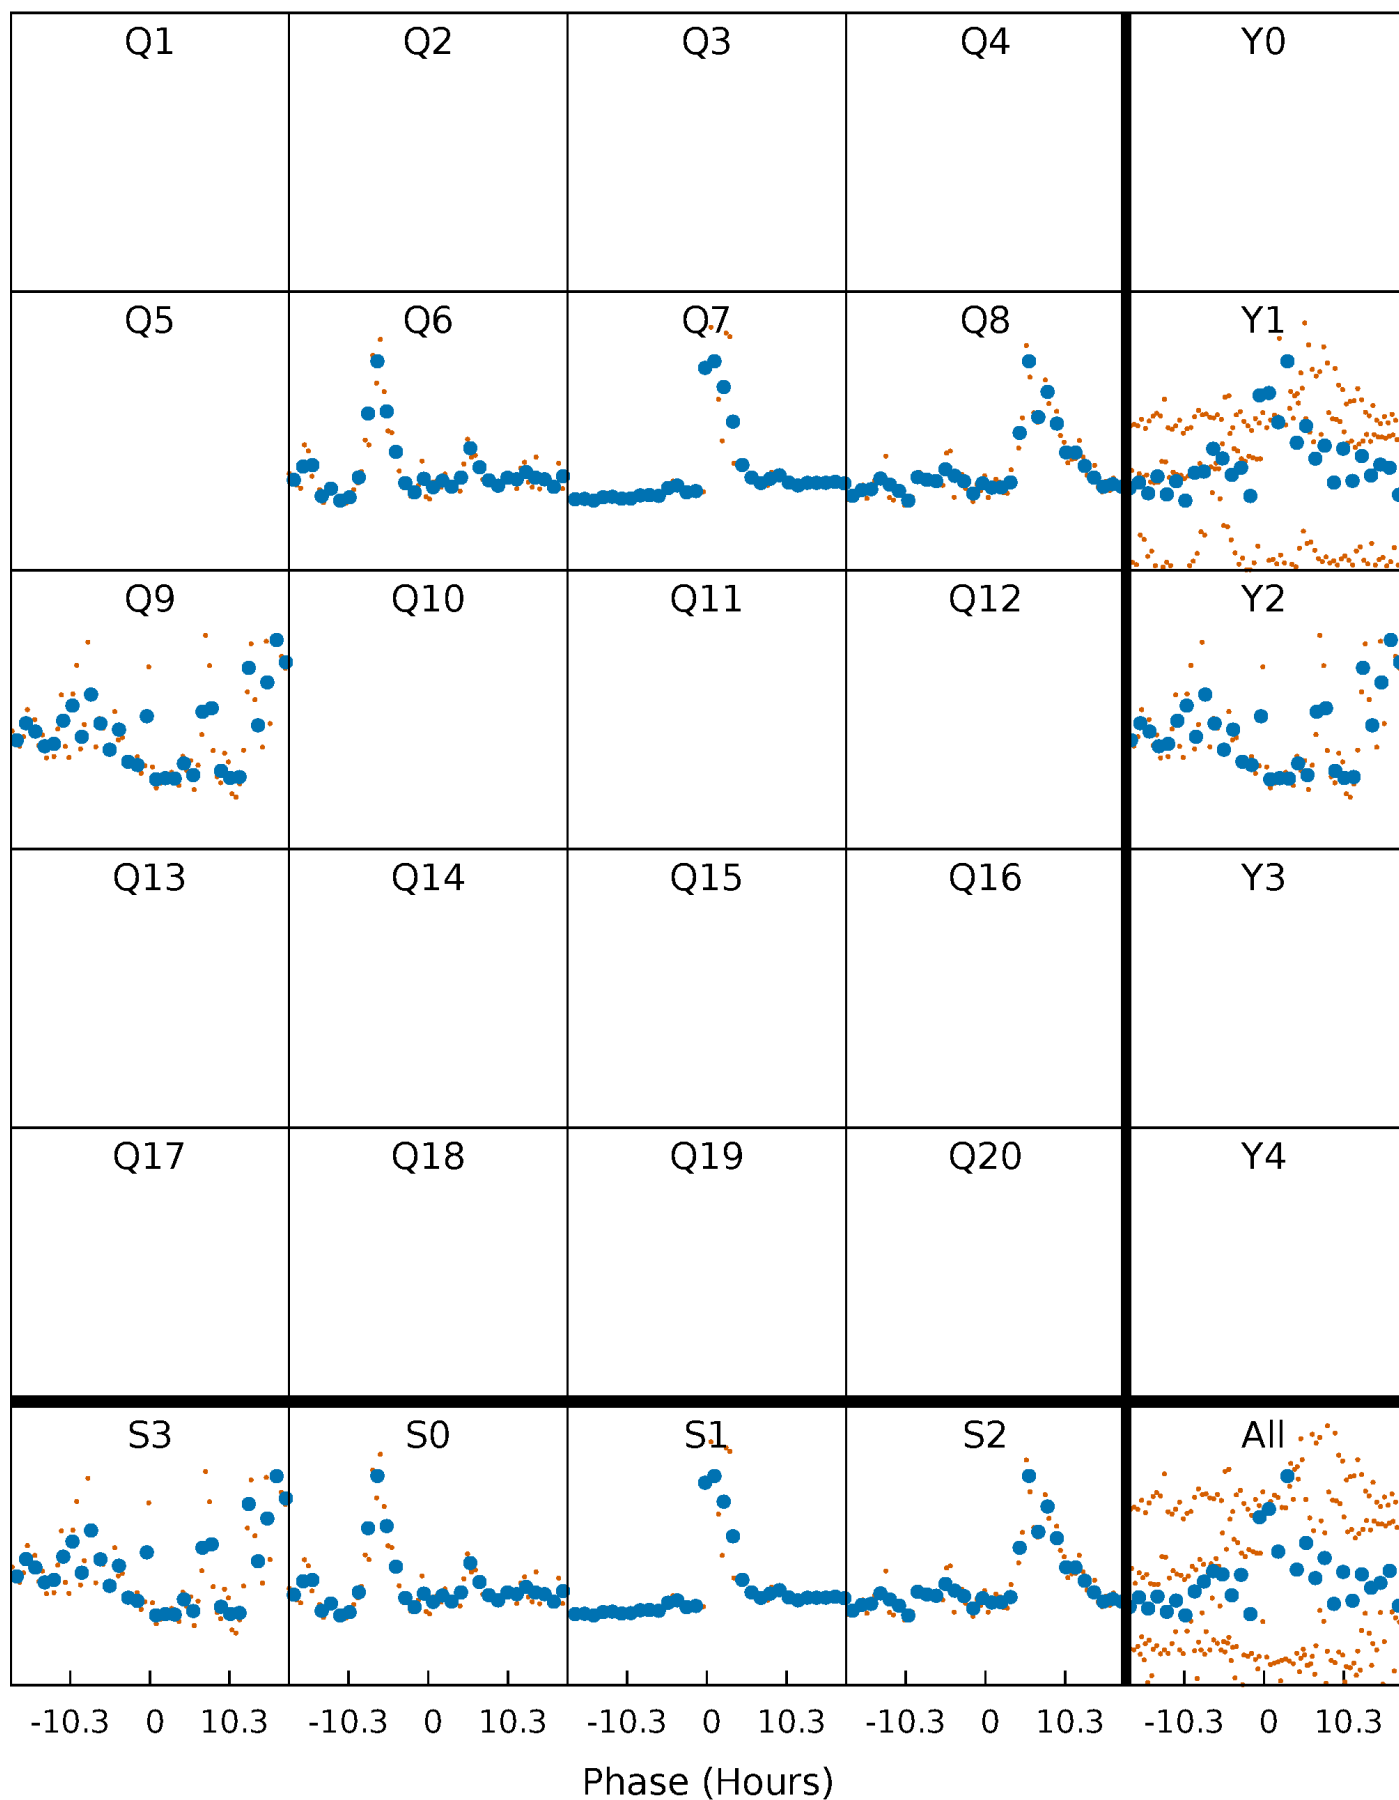 Q1 Q2 Q3 Q4 Y0
Q5 Q6 Q7 Q8 Y1
Q9 Q10 Q11 Q12 Y2
Q13 Q14 Q15 Q16 Y3
Q17 Q18 Q19 Q20 Y4
S3 S0 S1 S2 All
-10.3 0 10.3 -10.3 0 10.3 -10.3 0 10.3 -10.3 0 10.3 -10.3 0 10.3
Phase (Hours)